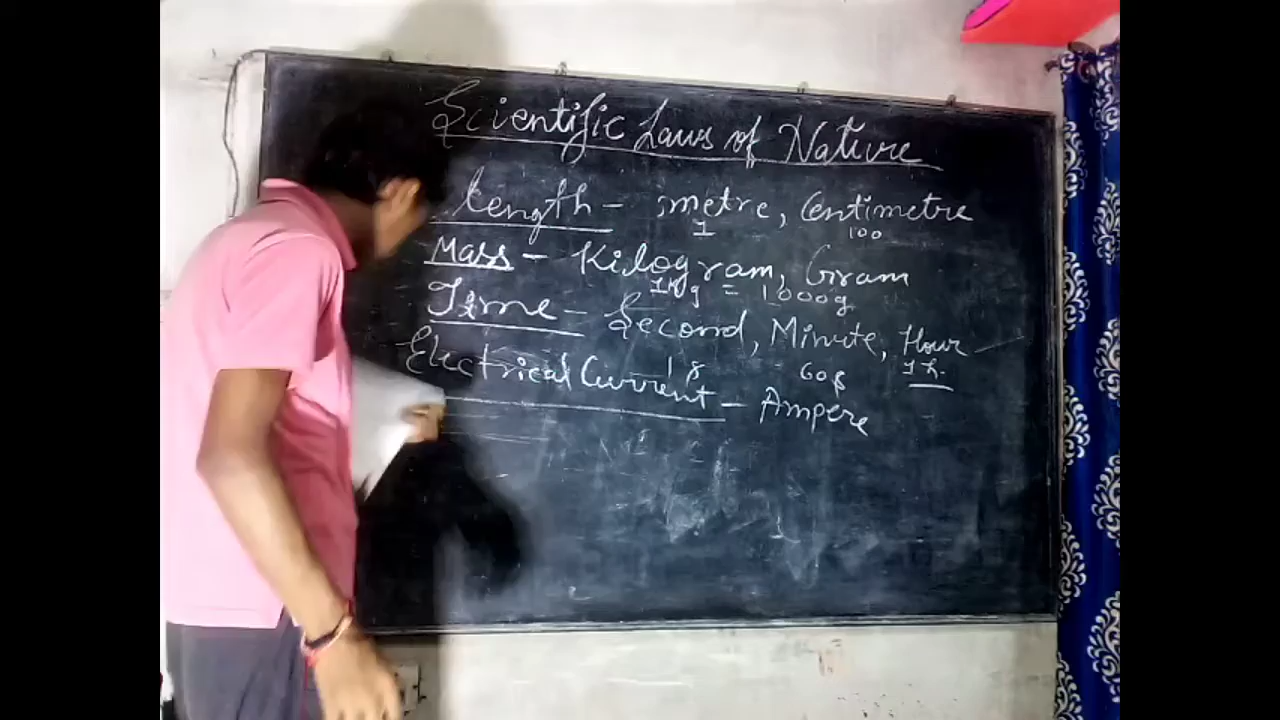 Scientific Laws of Nature
Length - metre, Centimetre
1 100
Mass - Kilogram, Gram
1kg = 1000g
Time - Second, Minute, Hour
1s 60s 1h.
Electrical Current - Ampere